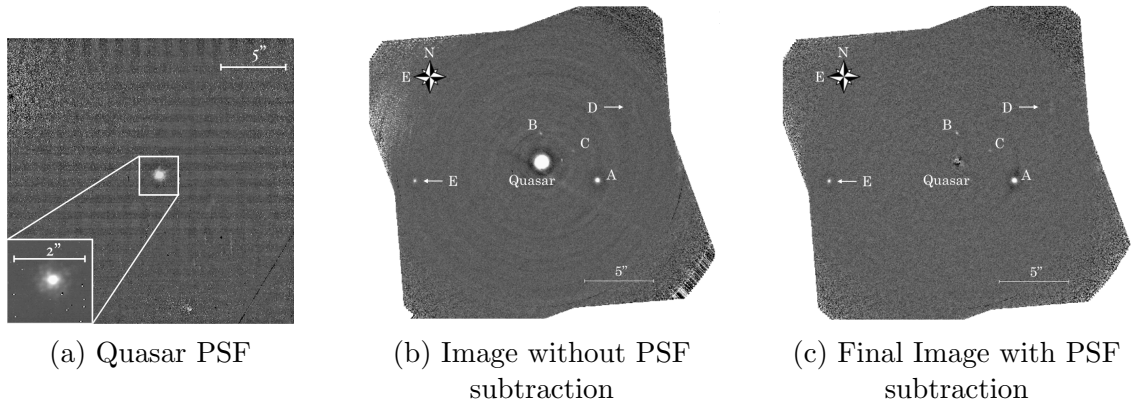 5”
2”
(a) Quasar PSF
N
E
D
B
C
Quasar
A
E
5”
(b) Image without PSF
subtraction
N
E
D
B
C
Quasar
A
E
5”
(c) Final Image with PSF
subtraction